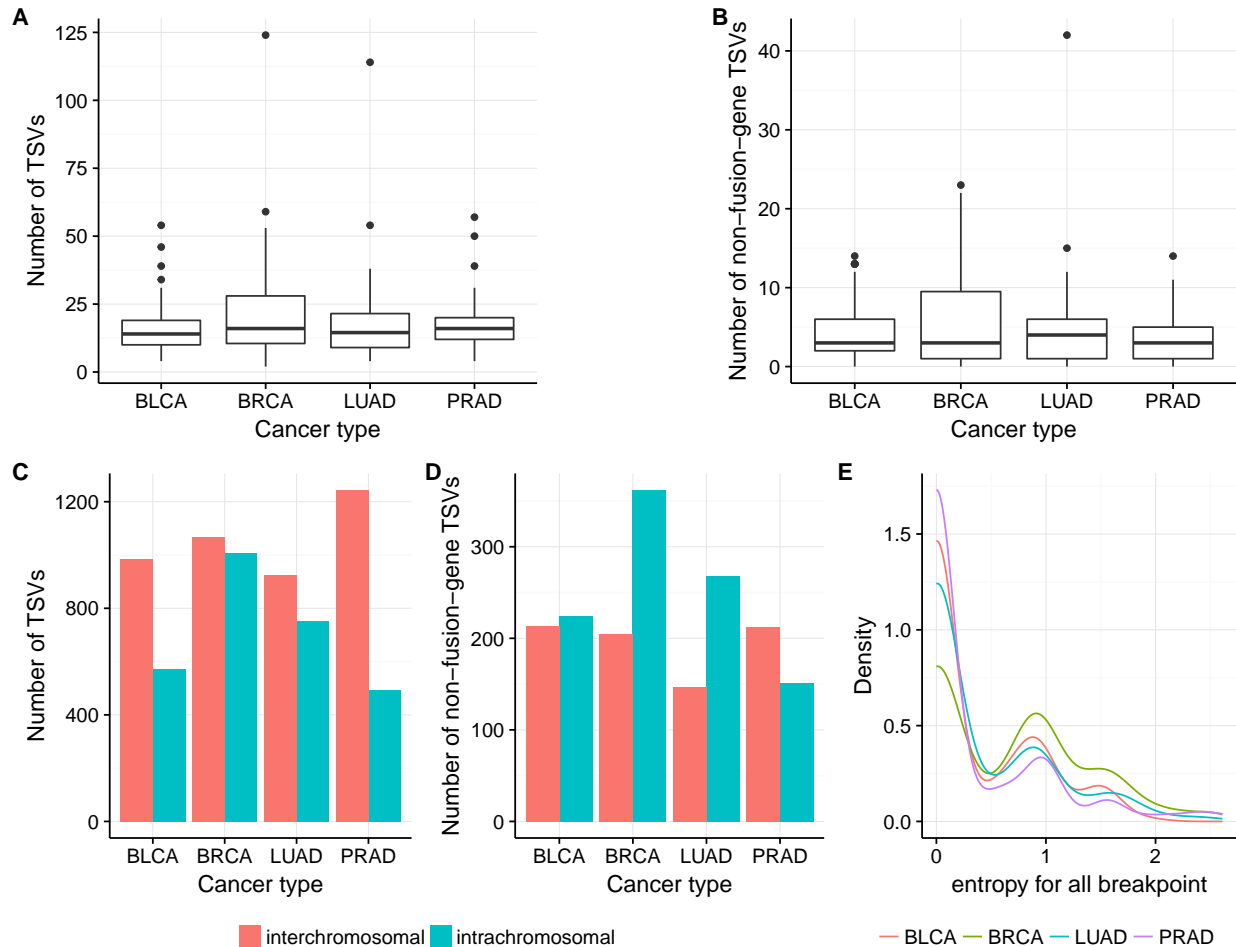 A
Number of TSVs
125
100
75
50
25
0
BLCA BRCA LUAD PRAD
Cancer type
B
Number of non−fusion−gene TSVs
40
30
20
10
0
BLCA BRCA LUAD PRAD
Cancer type
C
Number of TSVs
1200
800
400
0
BLCA BRCA LUAD PRAD
Cancer type
D
Number of non−fusion−gene TSVs
300
200
100
0
BLCA BRCA LUAD PRAD
Cancer type
interchromosomal intrachromosomal
E
Density
1.5
1.0
0.5
0.0
0 1 2
entropy for all breakpoint
BLCA BRCA LUAD PRAD